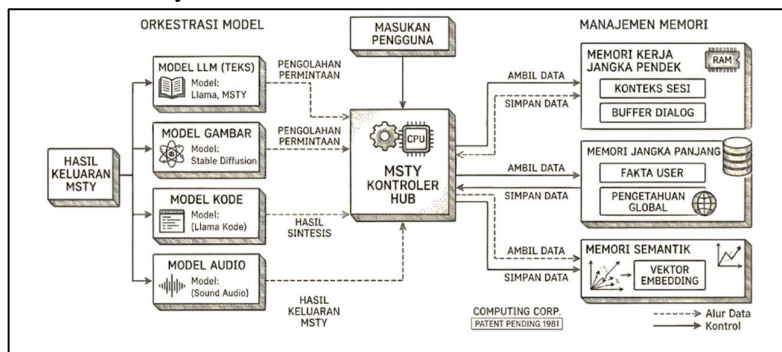 ORKESTRASI MODEL
MASUKAN
PENGGUNA
MANAJEMEN MEMORI
MODEL LLM (TEKS)
Model:
Llama, MSTY
PENGOLAHAN
PERMINTAAN
MODEL GAMBAR
Model:
Stable Diffusion
PENGOLAHAN
PERMINTAAN
HASIL
KELUARAN
MSTY
MODEL KODE
Model:
(Llama Kode)
HASIL
SINTESIS
MODEL AUDIO
Model:
(Sound Audio)
HASIL
KELUARAN
MSTY
CPU
MSTY
KONTROLER
HUB
AMBIL DATA
SIMPAN DATA
MEMORI KERJA
JANGKA PENDEK
RAM
KONTEKS SESI
BUFFER DIALOG
AMBIL DATA
SIMPAN DATA
MEMORI JANGKA PANJANG
FAKTA USER
PENGETAHUAN
GLOBAL
AMBIL DATA
SIMPAN DATA
MEMORI SEMANTIK
VEKTOR
EMBEDDING
COMPUTING CORP.
PATENT PENDING 1981
Alur Data
Kontrol